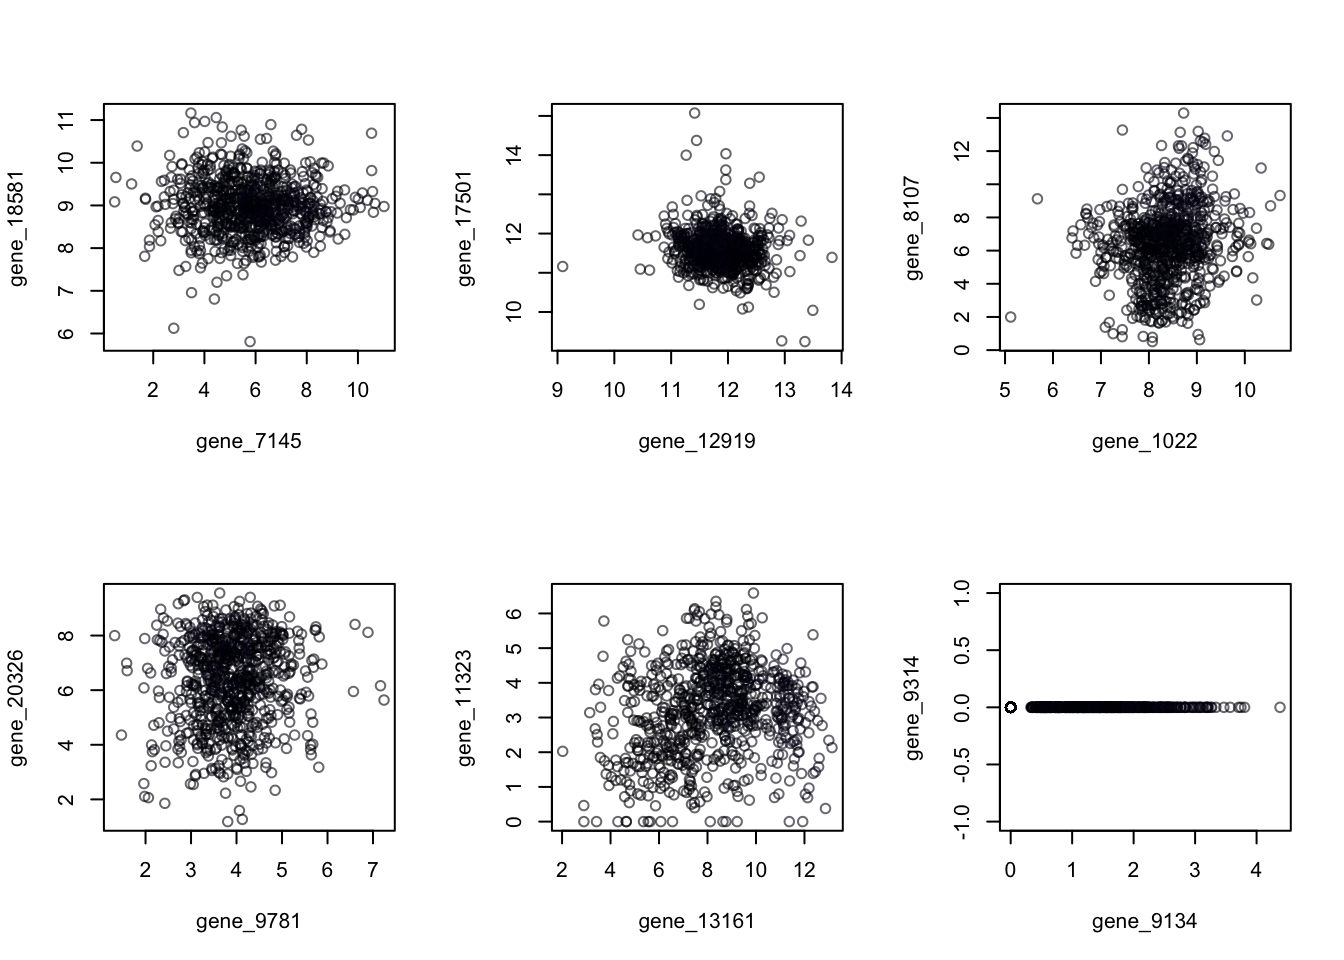 gene_18581
11
10
9
8
7
6
2 4 6 8 10
gene_7145
gene_17501
14
12
10
9 10 11 12 13 14
gene_12919
gene_8107
12
8
6
4
2
0
5 6 7 8 9 10
gene_1022
gene_20326
8
6
4
2
2 3 4 5 6 7
gene_9781
gene_11323
6
5
4
3
2
1
0
2 4 6 8 10 12
gene_13161
gene_9314
1.0
0.5
0.0
-0.5
-1.0
0 1 2 3 4
gene_9134